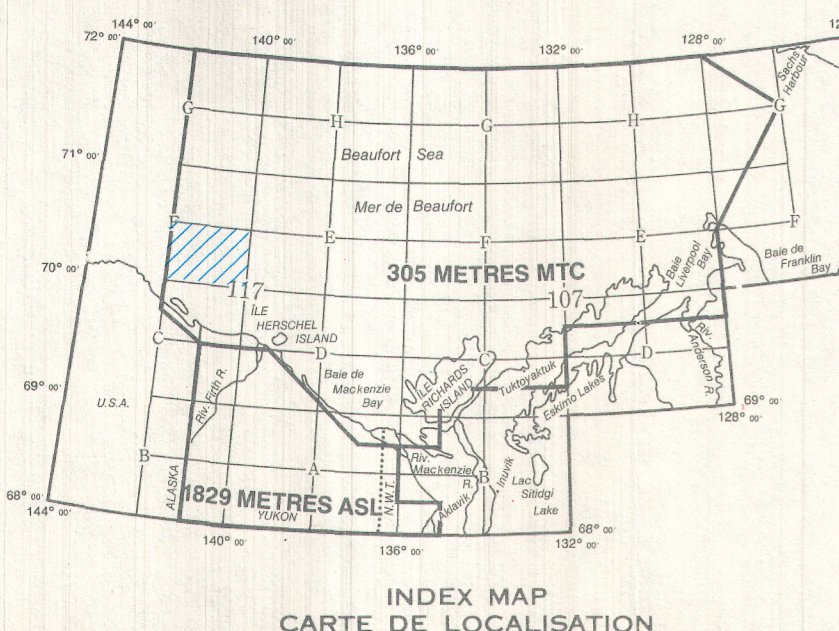 144° 00'
72° 00'
140° 00'
136° 00'
132° 00'
128° 00'
Sachs
Harbour
G
H
G
H
G
71° 00'
Beaufort Sea
Mer de Beaufort
F
E
F
E
F
Baie
Liverpool
Bay
Baie de
Franklin
Bay
70° 00'
305 METRES MTC
117
107
ÎLE
HERSCHEL
ISLAND
C
D
C
D
Riv. Firth R.
Baie de
Mackenzie
Bay
ÎLE
RICHARDS
ISLAND
Tuktoyaktuk
Eskimo Lakes
Riv.
Anderson R.
69° 00'
U.S.A.
69° 00'
128° 00'
B
A
Riv.
Mackenzie
R.
B
Inuvik
Lac
Sitidgi
Lake
ALASKA
1829 METRES ASL
YUKON
N.W.T.
Aklavik
68° 00'
144° 00'
140° 00'
136° 00'
132° 00'
68° 00'
INDEX MAP
CARTE DE LOCALISATION